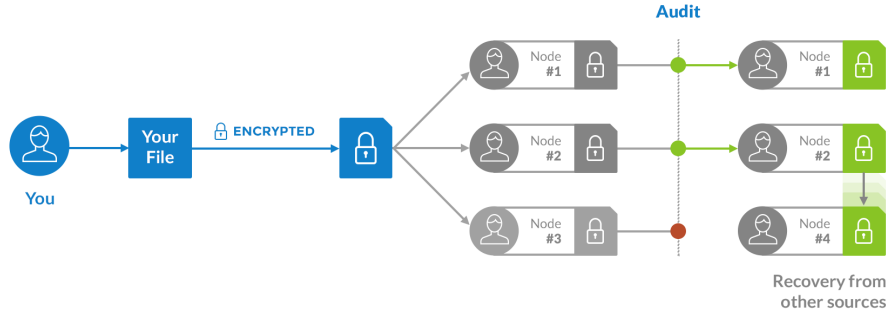 Audit
Node
#1
Node
#1
Your
File
ENCRYPTED
You
Node
#2
Node
#2
Node
#3
Node
#4
Recovery from
other sources